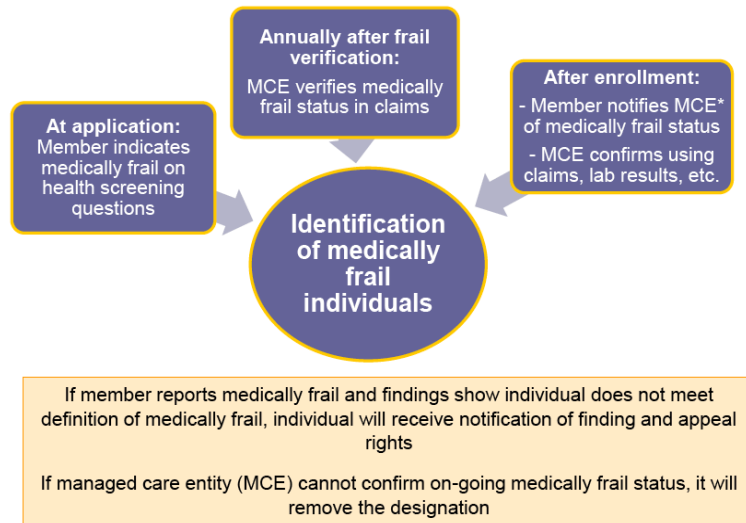 Annually after frail
verification:
MCE verifies medically
frail status in claims
At application:
Member indicates
medically frail on
health screening
questions
After enrollment:
- Member notifies MCE*
of medically frail status
- MCE confirms using
claims, lab results, etc.
Identification
of medically
frail
individuals
If member reports medically frail and findings show individual does not meet
definition of medically frail, individual will receive notification of finding and appeal
rights
If managed care entity (MCE) cannot confirm on-going medically frail status, it will
remove the designation